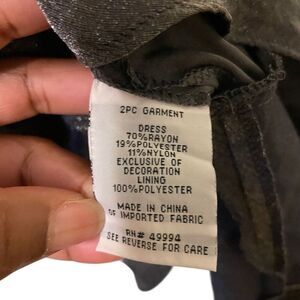 2PC GARMENT
DRESS
70%RAYON
19%POLYESTER
11%NYLON
EXCLUSIVE OF
DECORATION
LINING
100%POLYESTER
MADE IN CHINA
OF IMPORTED FABRIC
RN# 49994
SEE REVERSE FOR CARE